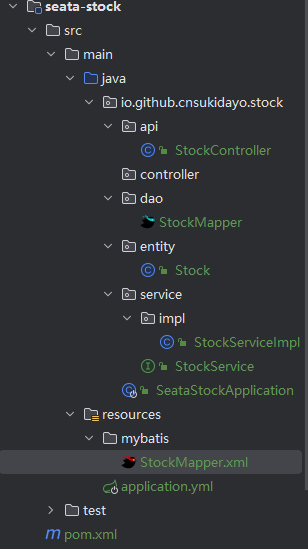 seata-stock
src
main
java
io.github.cnsukidayo.stock
api
StockController
controller
dao
StockMapper
entity
Stock
service
impl
StockServiceImpl
StockService
SeataStockApplication
resources
mybatis
StockMapper.xml
application.yml
test
pom.xml